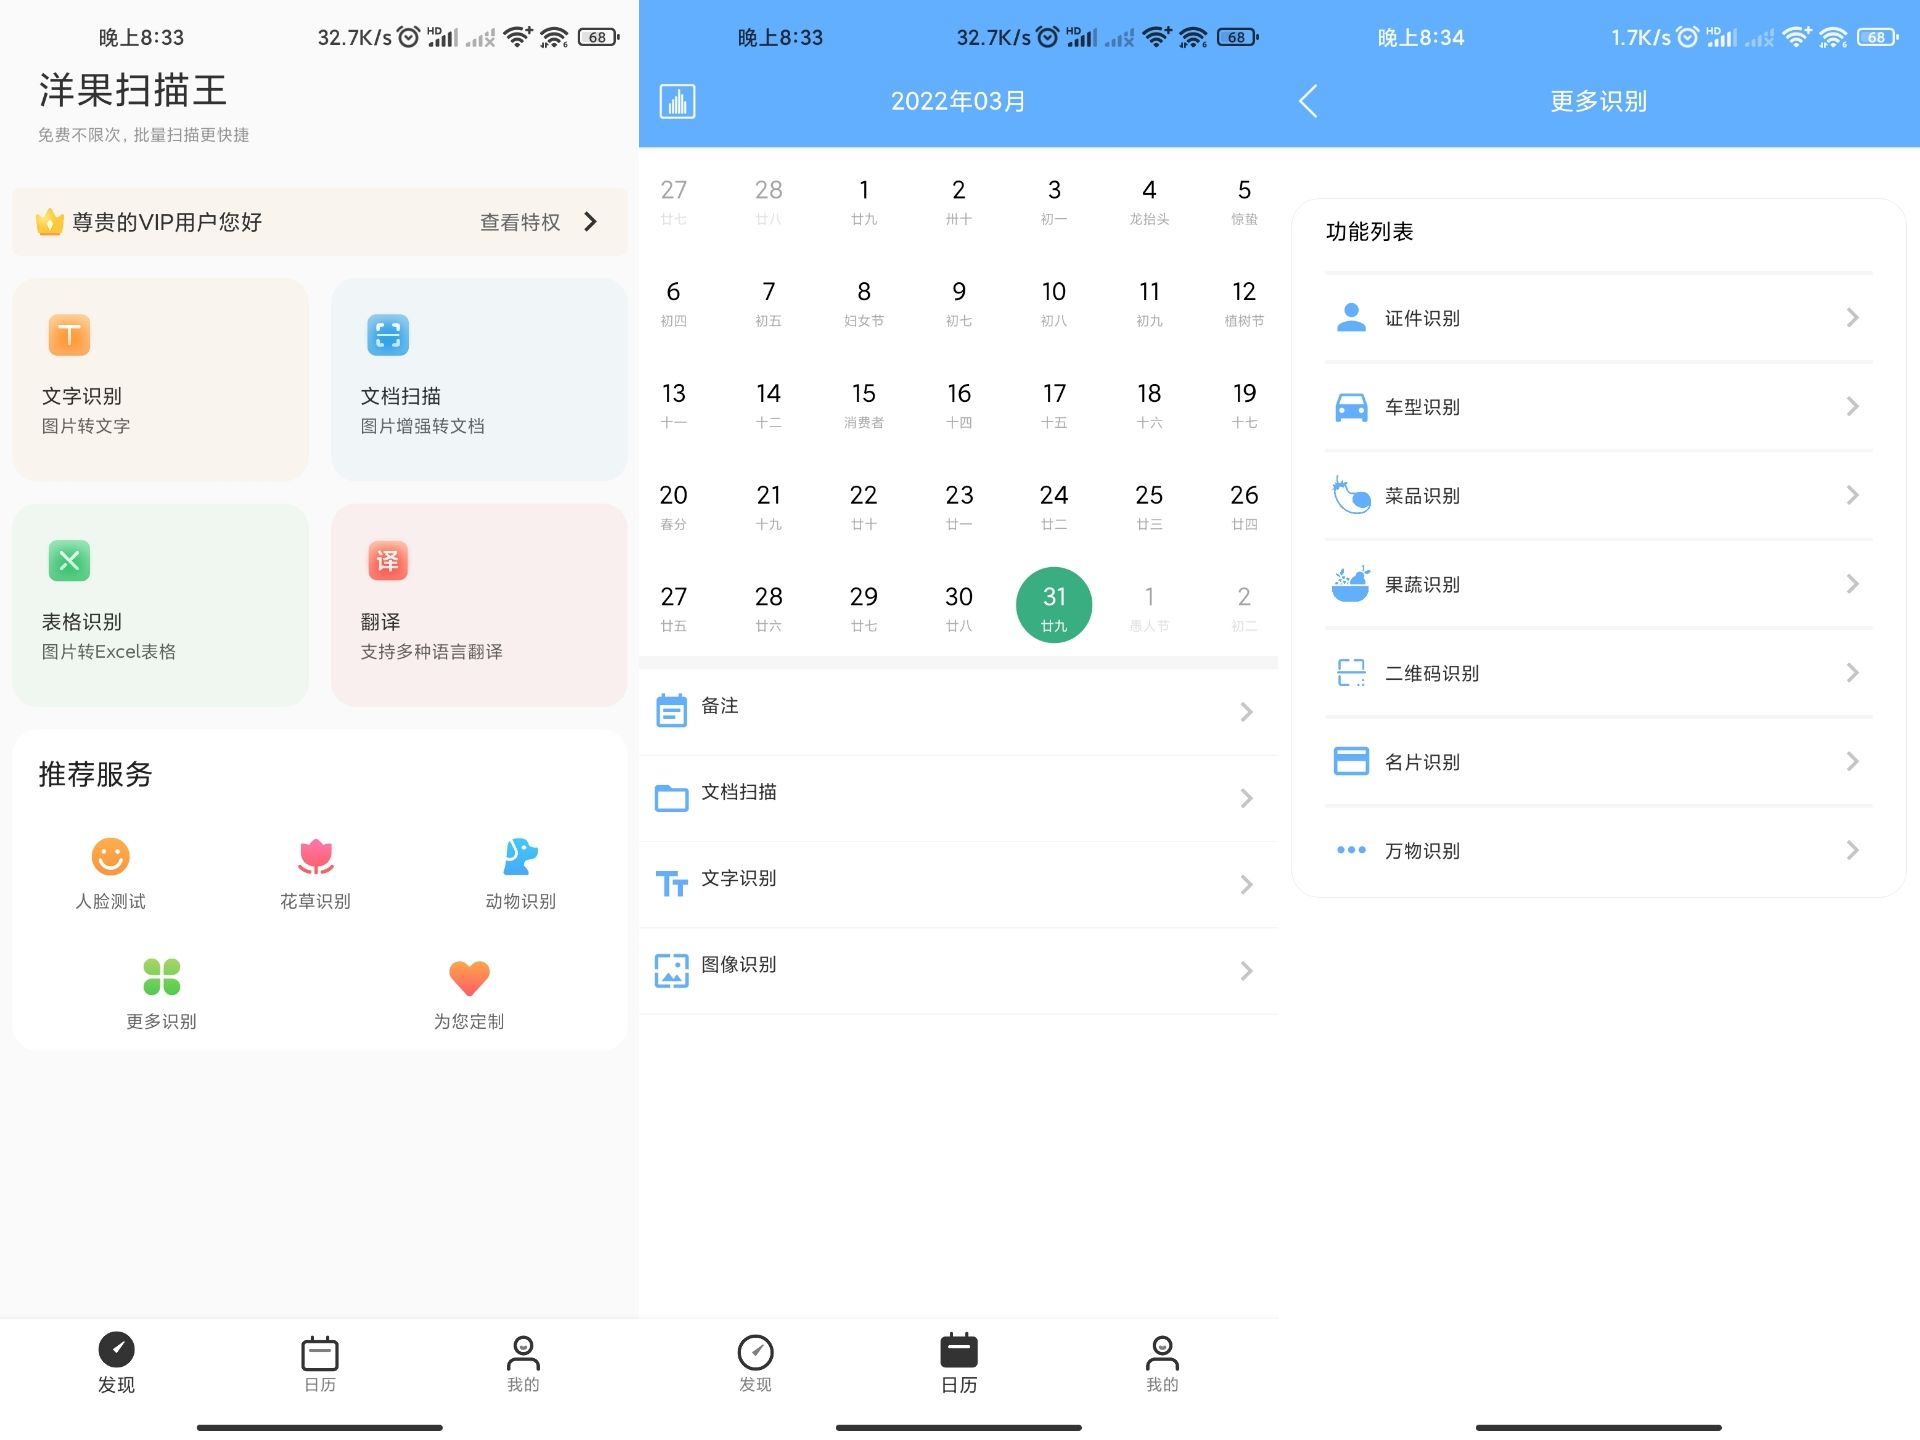 晚上8:33
32.7K/s
HD
68
洋果扫描王
免费不限次, 批量扫描更快捷
尊贵的VIP用户您好
查看特权
文字识别
图片转文字
文档扫描
图片增强转文档
表格识别
图片转Excel表格
译
翻译
支持多种语言翻译
推荐服务
人脸测试
花草识别
动物识别
更多识别
为您定制
发现
日历
我的
晚上8:33
32.7K/s
HD
68
2022年03月
27 28 1 2 3 4 5
廿七 廿八 廿九 卅十 初一 龙抬头 惊蛰
6 7 8 9 10 11 12
初四 初五 妇女节 初七 初八 初九 植树节
13 14 15 16 17 18 19
十一 十二 消费者 十四 十五 十六 十七
20 21 22 23 24 25 26
春分 十九 廿十 廿一 廿二 廿三 廿四
27 28 29 30 31 1 2
廿五 廿六 廿七 廿八 廿九 愚人节 初二
备注
文档扫描
文字识别
图像识别
发现
日历
我的
晚上8:34
1.7K/s
HD
68
更多识别
功能列表
证件识别
车型识别
菜品识别
果蔬识别
二维码识别
名片识别
万物识别